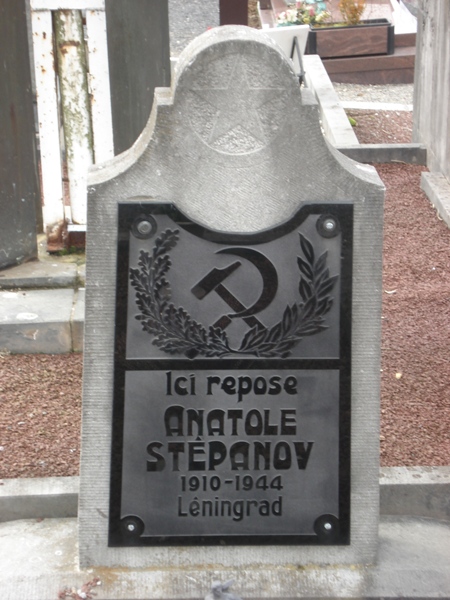 Ici repose
ANATOLE
STÉPANOV
1910-1944
Léningrad